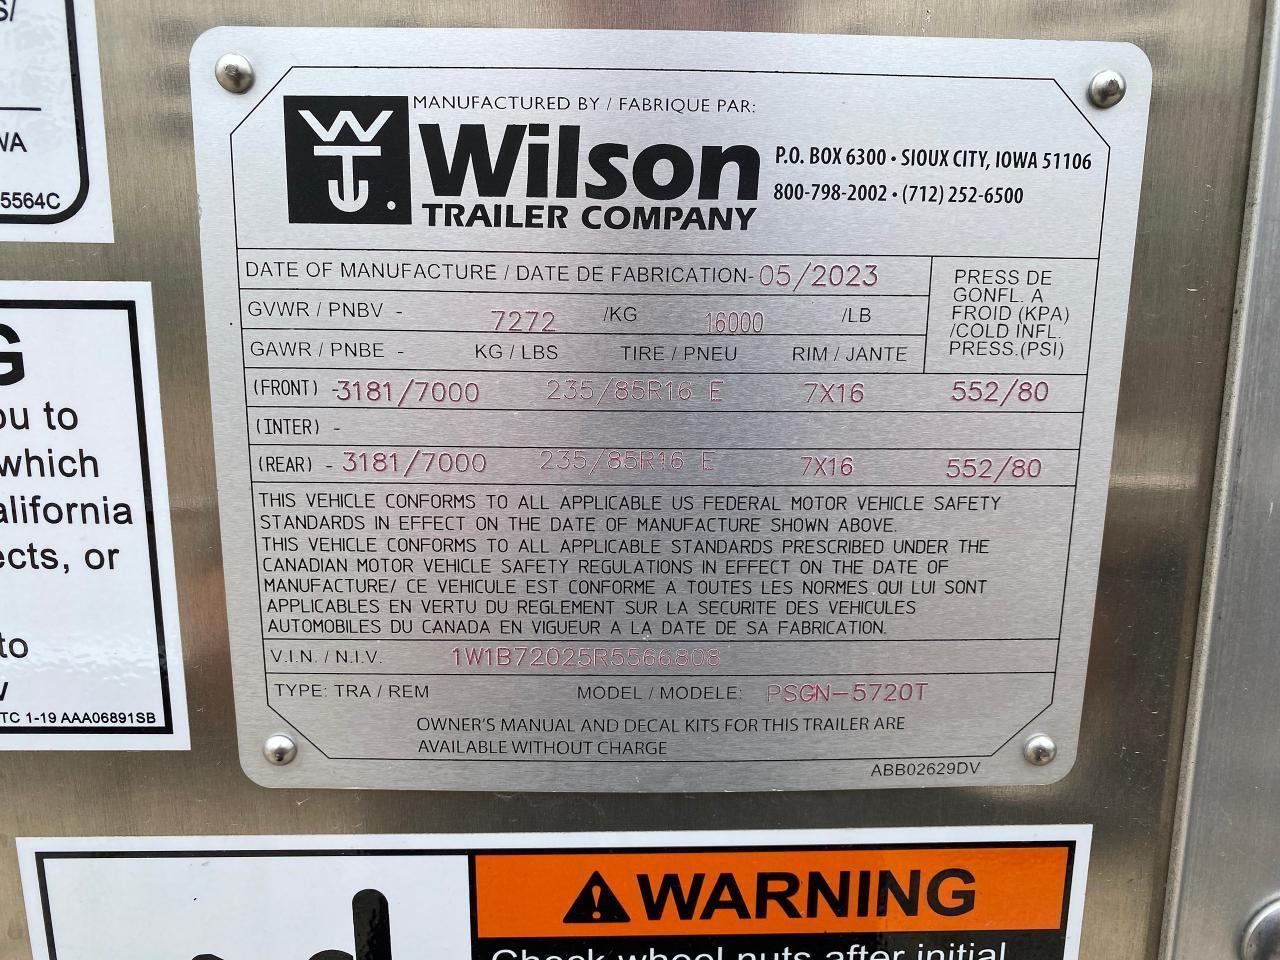 S/
WA
5564C
G
ou to
which
alifornia
ects, or
to
TC 1-19 AAA06891SB
MANUFACTURED BY / FABRIQUE PAR:
WT
Wilson
TRAILER COMPANY
P.O. BOX 6300 • SIOUX CITY, IOWA 51106
800-798-2002 • (712) 252-6500
DATE OF MANUFACTURE / DATE DE FABRICATION- 05/2023
GVWR / PNBV - 7272 /KG 16000 /LB
GAWR / PNBE - KG / LBS TIRE / PNEU RIM / JANTE
PRESS DE
GONFL. A
FROID (KPA)
/COLD INFL.
PRESS.(PSI)
(FRONT) - 3181/7000 235/85R16 E 7X16 552/80
(INTER) -
(REAR) - 3181/7000 235/85R16 E 7X16 552/80
THIS VEHICLE CONFORMS TO ALL APPLICABLE US FEDERAL MOTOR VEHICLE SAFETY
STANDARDS IN EFFECT ON THE DATE OF MANUFACTURE SHOWN ABOVE.
THIS VEHICLE CONFORMS TO ALL APPLICABLE STANDARDS PRESCRIBED UNDER THE
CANADIAN MOTOR VEHICLE SAFETY REGULATIONS IN EFFECT ON THE DATE OF
MANUFACTURE/ CE VEHICULE EST CONFORME A TOUTES LES NORMES QUI LUI SONT
APPLICABLES EN VERTU DU REGLEMENT SUR LA SECURITE DES VEHICULES
AUTOMOBILES DU CANADA EN VIGUEUR A LA DATE DE SA FABRICATION.
V.I.N. / N.I.V. 1W1B72025R5566808
TYPE: TRA / REM MODEL / MODELE: PSGN-5720T
OWNER'S MANUAL AND DECAL KITS FOR THIS TRAILER ARE
AVAILABLE WITHOUT CHARGE
ABB02629DV
WARNING
Check wheel nuts after initial